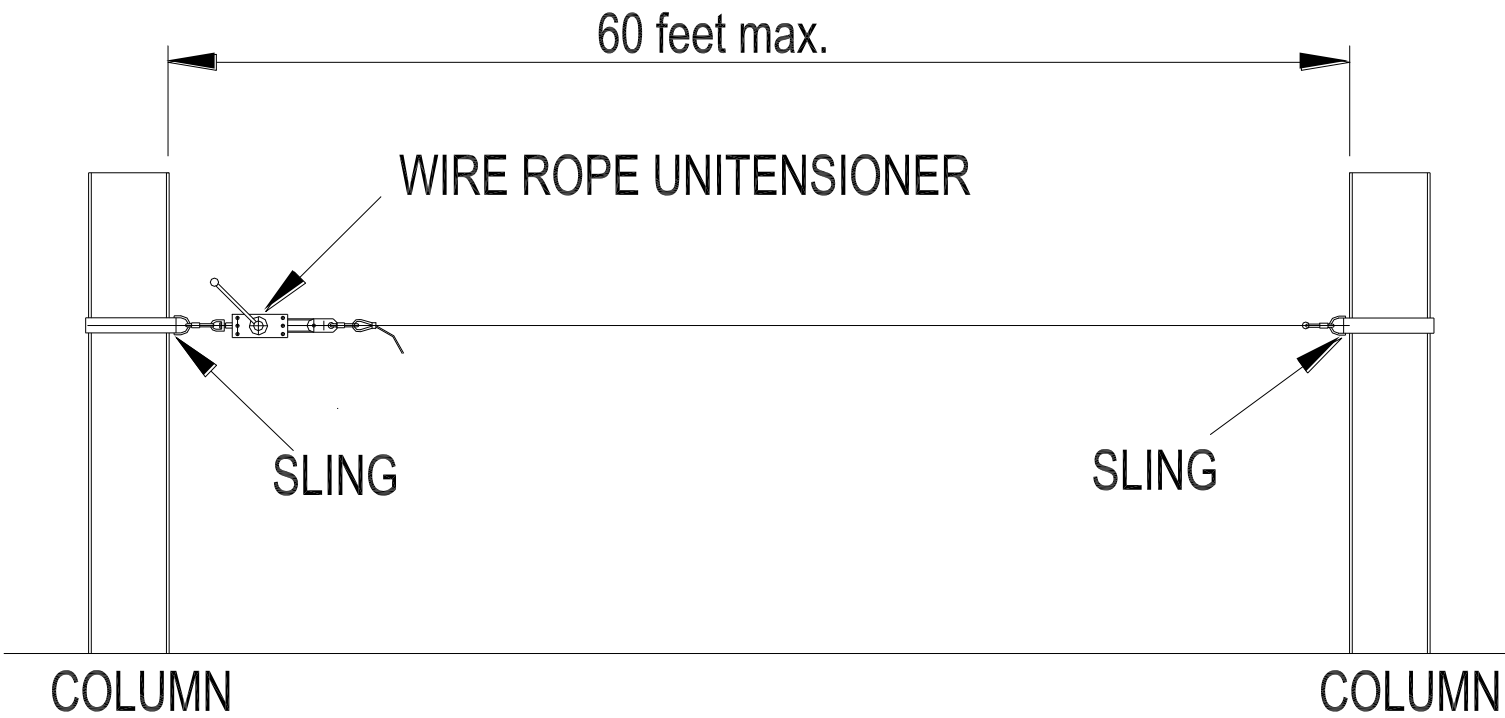 60 feet max.
WIRE ROPE UNITENSIONER
SLING
SLING
COLUMN
COLUMN